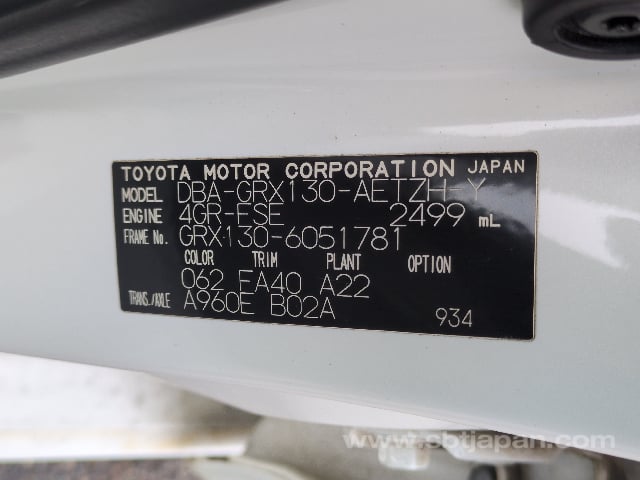 TOYOTA MOTOR CORPORATION JAPAN
MODEL DBA-GRX130-AETZH-Y
ENGINE 4GR-FSE 2499 mL
FRAME No. GRX130-6051781
COLOR TRIM PLANT OPTION
062 FA40 A22
TRANS./AXLE A960E B02A 934
www.sbtjapan.com